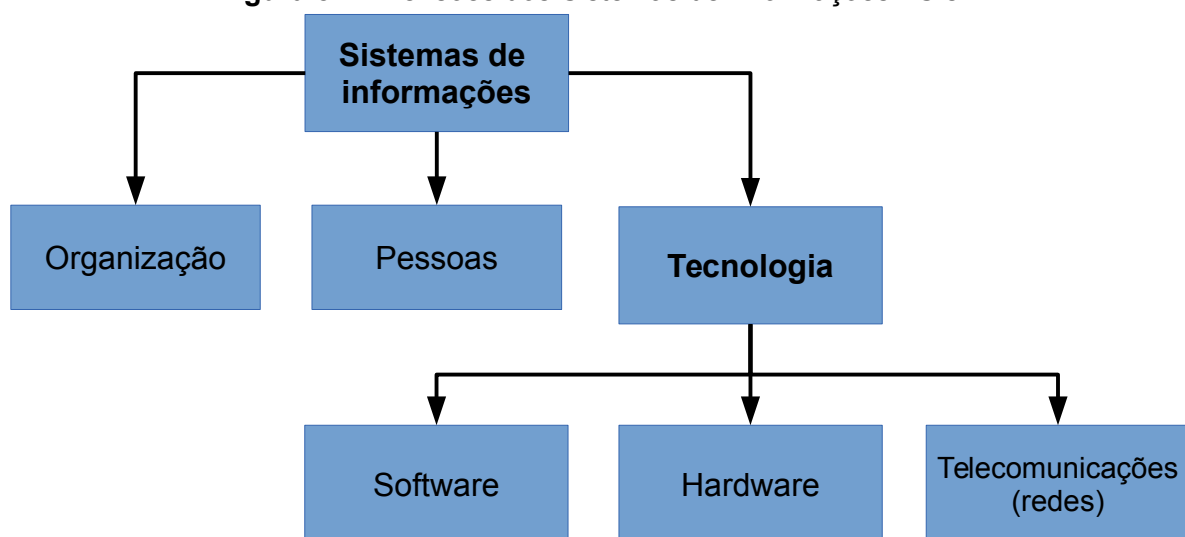 Sistemas de
informações
Organização
Pessoas
Tecnologia
Software
Hardware
Telecomunicações
(redes)